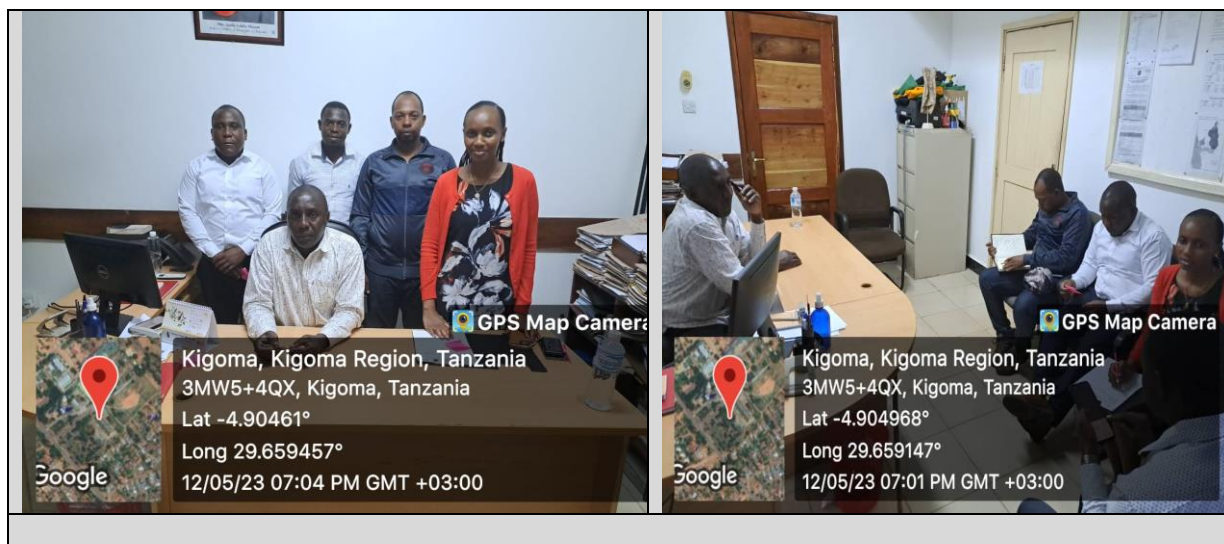 GPS Map Camera
Kigoma, Kigoma Region, Tanzania
3MW5+4QX, Kigoma, Tanzania
Lat -4.90461°
Long 29.659457°
12/05/23 07:04 PM GMT +03:00
Google
GPS Map Camera
Kigoma, Kigoma Region, Tanzania
3MW5+4QX, Kigoma, Tanzania
Lat -4.904968°
Long 29.659147°
12/05/23 07:01 PM GMT +03:00
Google